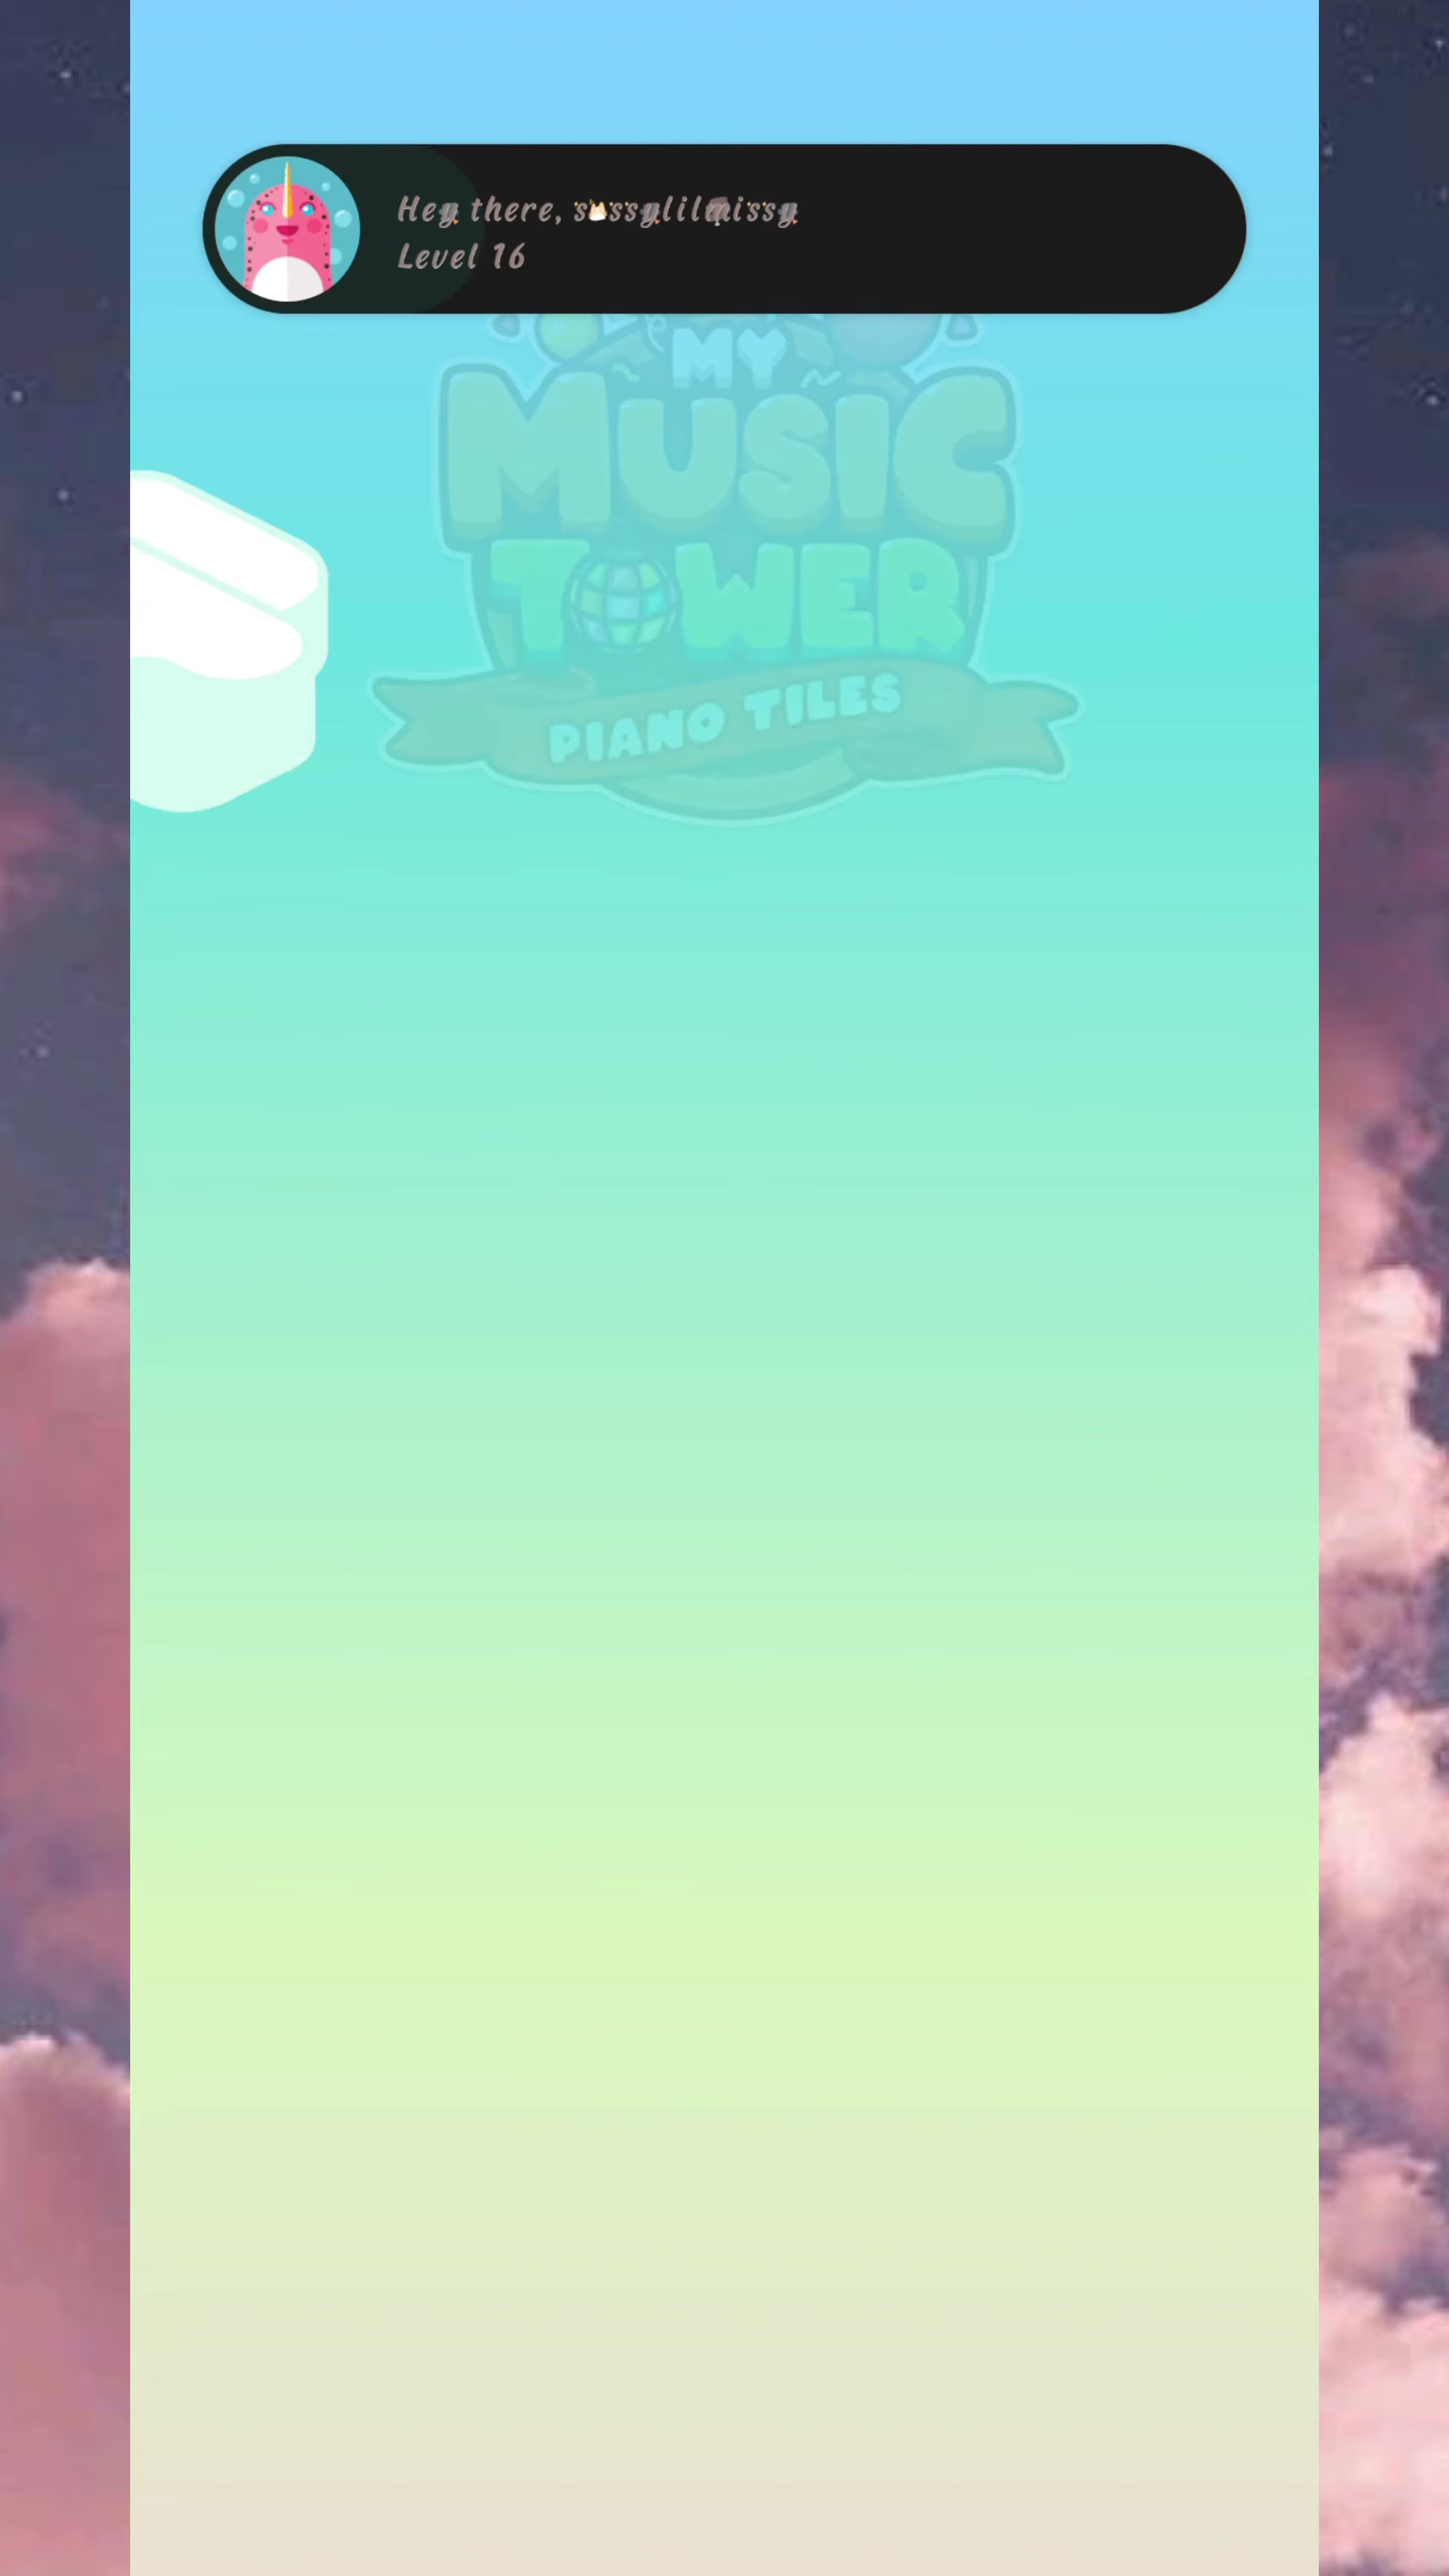 Hey there, sassylilmissy
Level 16
MY
MUSIC
TOWER
PIANO TILES